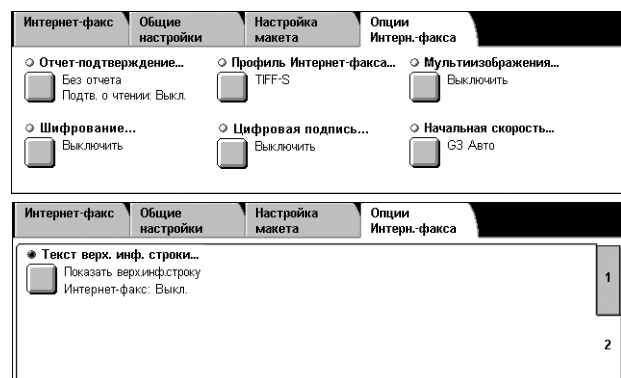 Интернет-факс Общие настройки Настройка макета Опции Интерн.-факса
Отчет-подтверждение...
Без отчета
Подтв. о чтении: Выкл.
Профиль Интернет-факса...
TIFF-S
Мультиизображения...
Выключить
Шифрование...
Выключить
Цифровая подпись...
Выключить
Начальная скорость...
G3 Авто
Интернет-факс Общие настройки Настройка макета Опции Интерн.-факса
Текст верх. инф. строки...
Показать верх.инф.строку
Интернет-факс: Выкл.
1
2